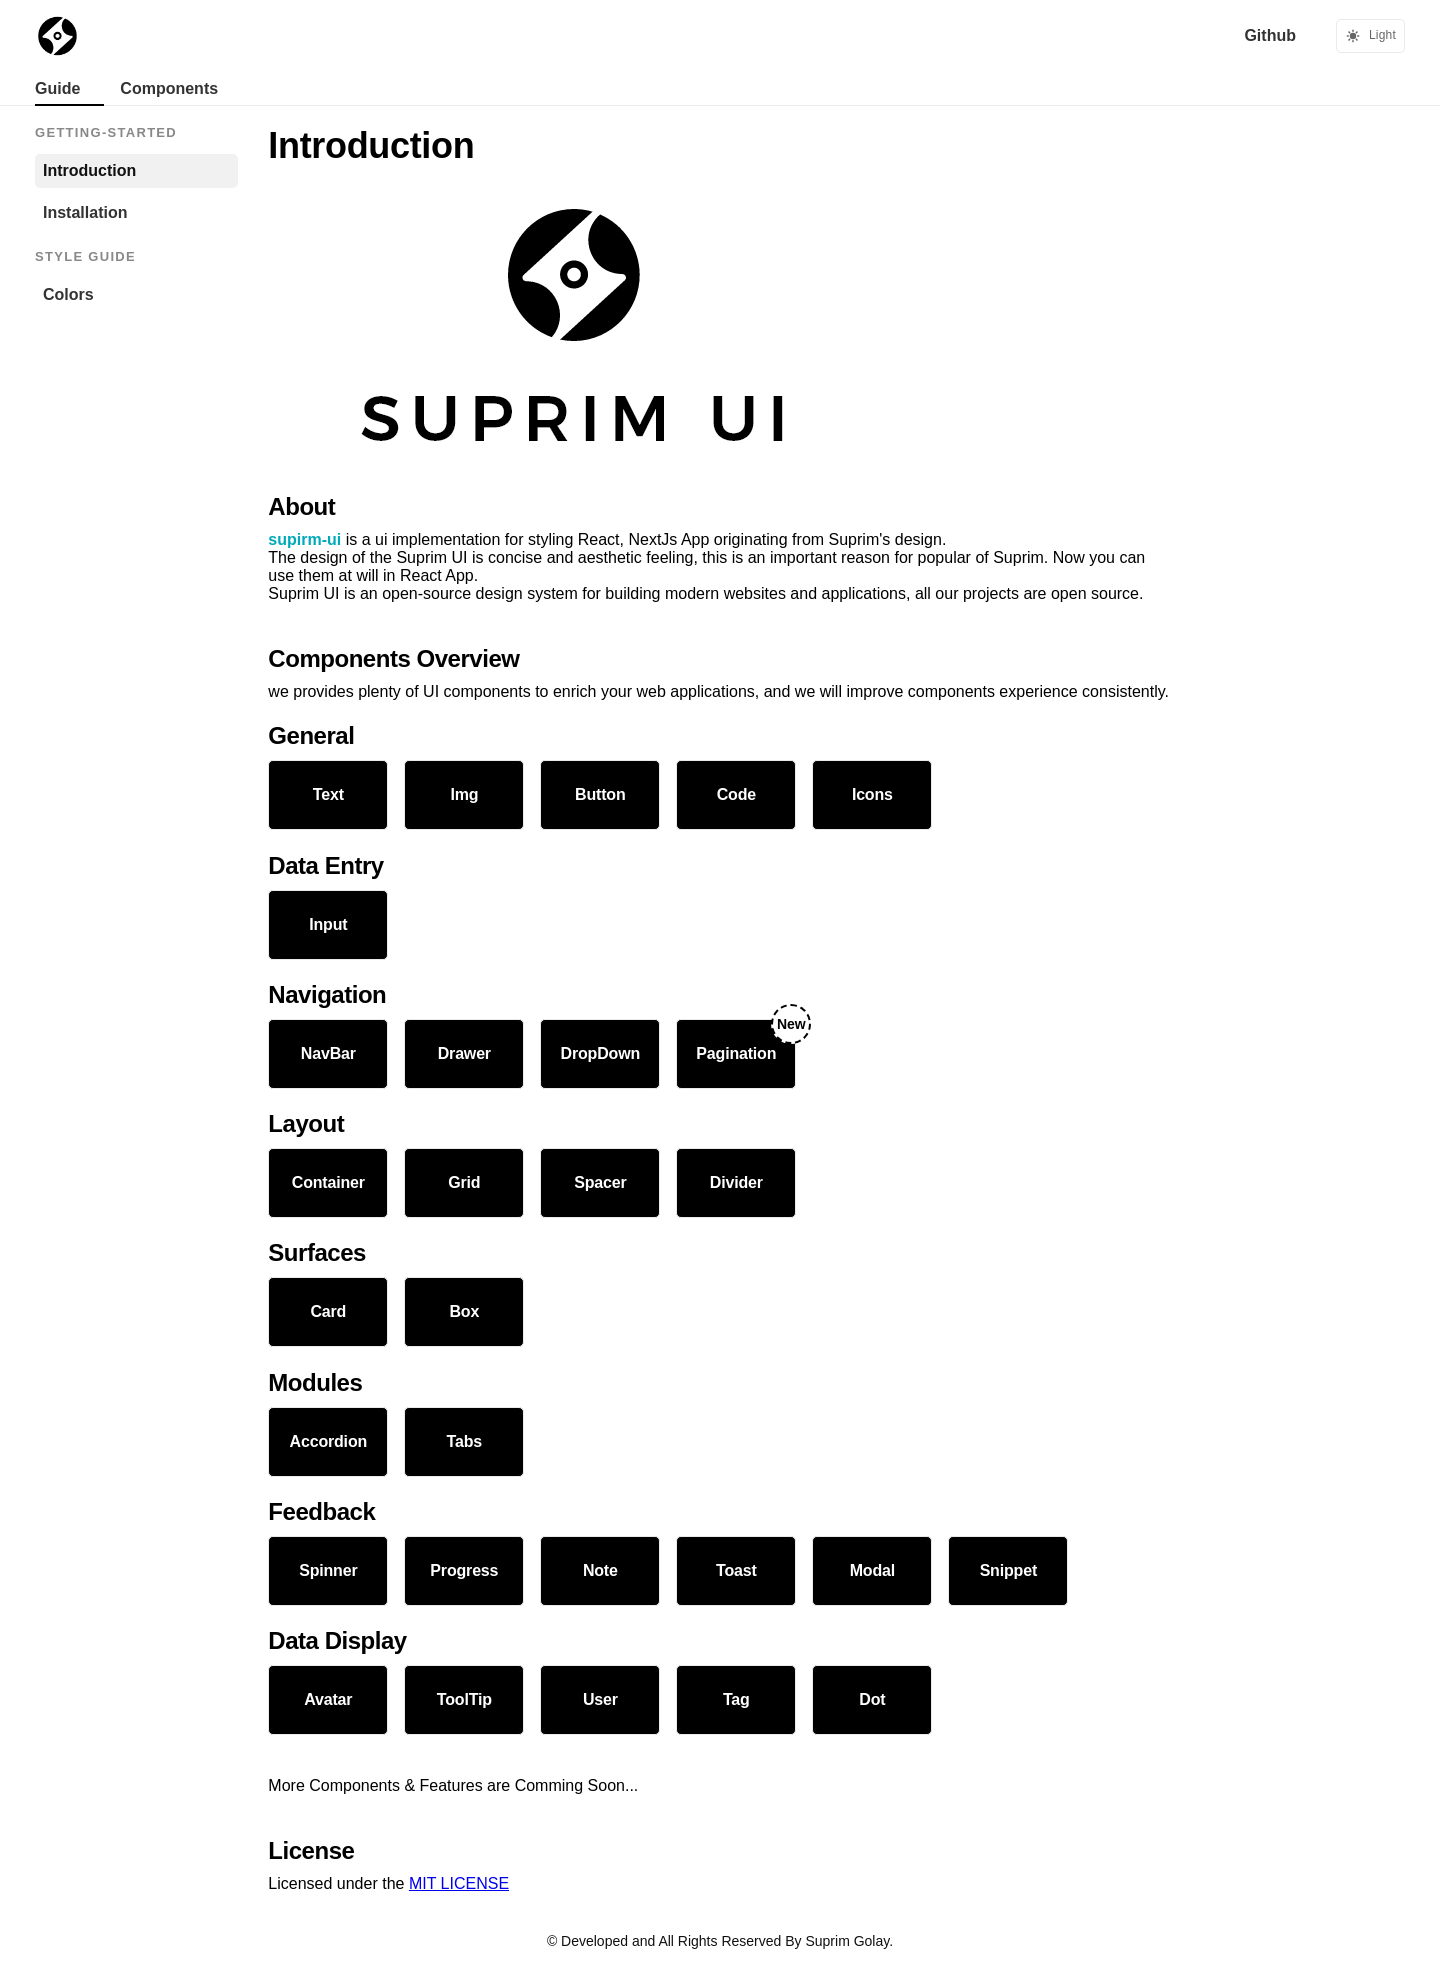 Github
Light
Guide
Components
GETTING-STARTED
Introduction
Installation
STYLE GUIDE
Colors
Introduction
SUPRIM UI
About
supirm-ui is a ui implementation for styling React, NextJs App originating from Suprim's design.
The design of the Suprim UI is concise and aesthetic feeling, this is an important reason for popular of Suprim. Now you can
use them at will in React App.
Suprim UI is an open-source design system for building modern websites and applications, all our projects are open source.
Components Overview
we provides plenty of UI components to enrich your web applications, and we will improve components experience consistently.
General
Text
Img
Button
Code
Icons
Data Entry
Input
Navigation
NavBar
Drawer
DropDown
Pagination
New
Layout
Container
Grid
Spacer
Divider
Surfaces
Card
Box
Modules
Accordion
Tabs
Feedback
Spinner
Progress
Note
Toast
Modal
Snippet
Data Display
Avatar
ToolTip
User
Tag
Dot
More Components & Features are Comming Soon...
License
Licensed under the MIT LICENSE
© Developed and All Rights Reserved By Suprim Golay.